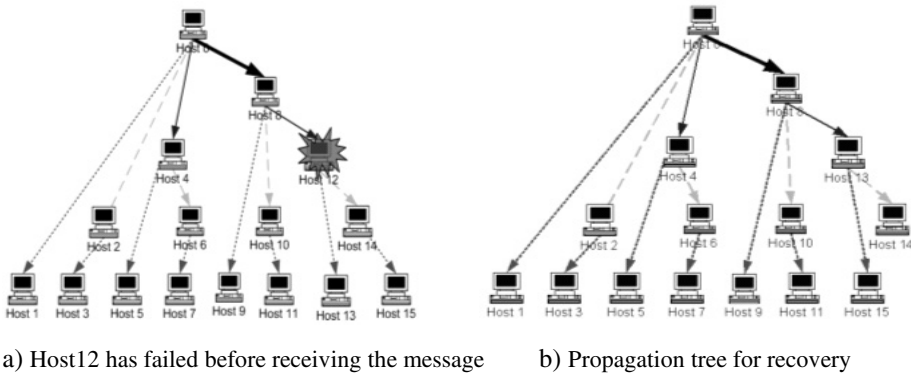 Host 0
Host 8
Host 4
Host 12
Host 2
Host 6
Host 10
Host 14
Host 1
Host 3
Host 5
Host 7
Host 9
Host 11
Host 13
Host 15
a) Host12 has failed before receiving the message
Host 0
Host 8
Host 4
Host 13
Host 2
Host 6
Host 10
Host 14
Host 1
Host 3
Host 5
Host 7
Host 9
Host 11
Host 15
b) Propagation tree for recovery